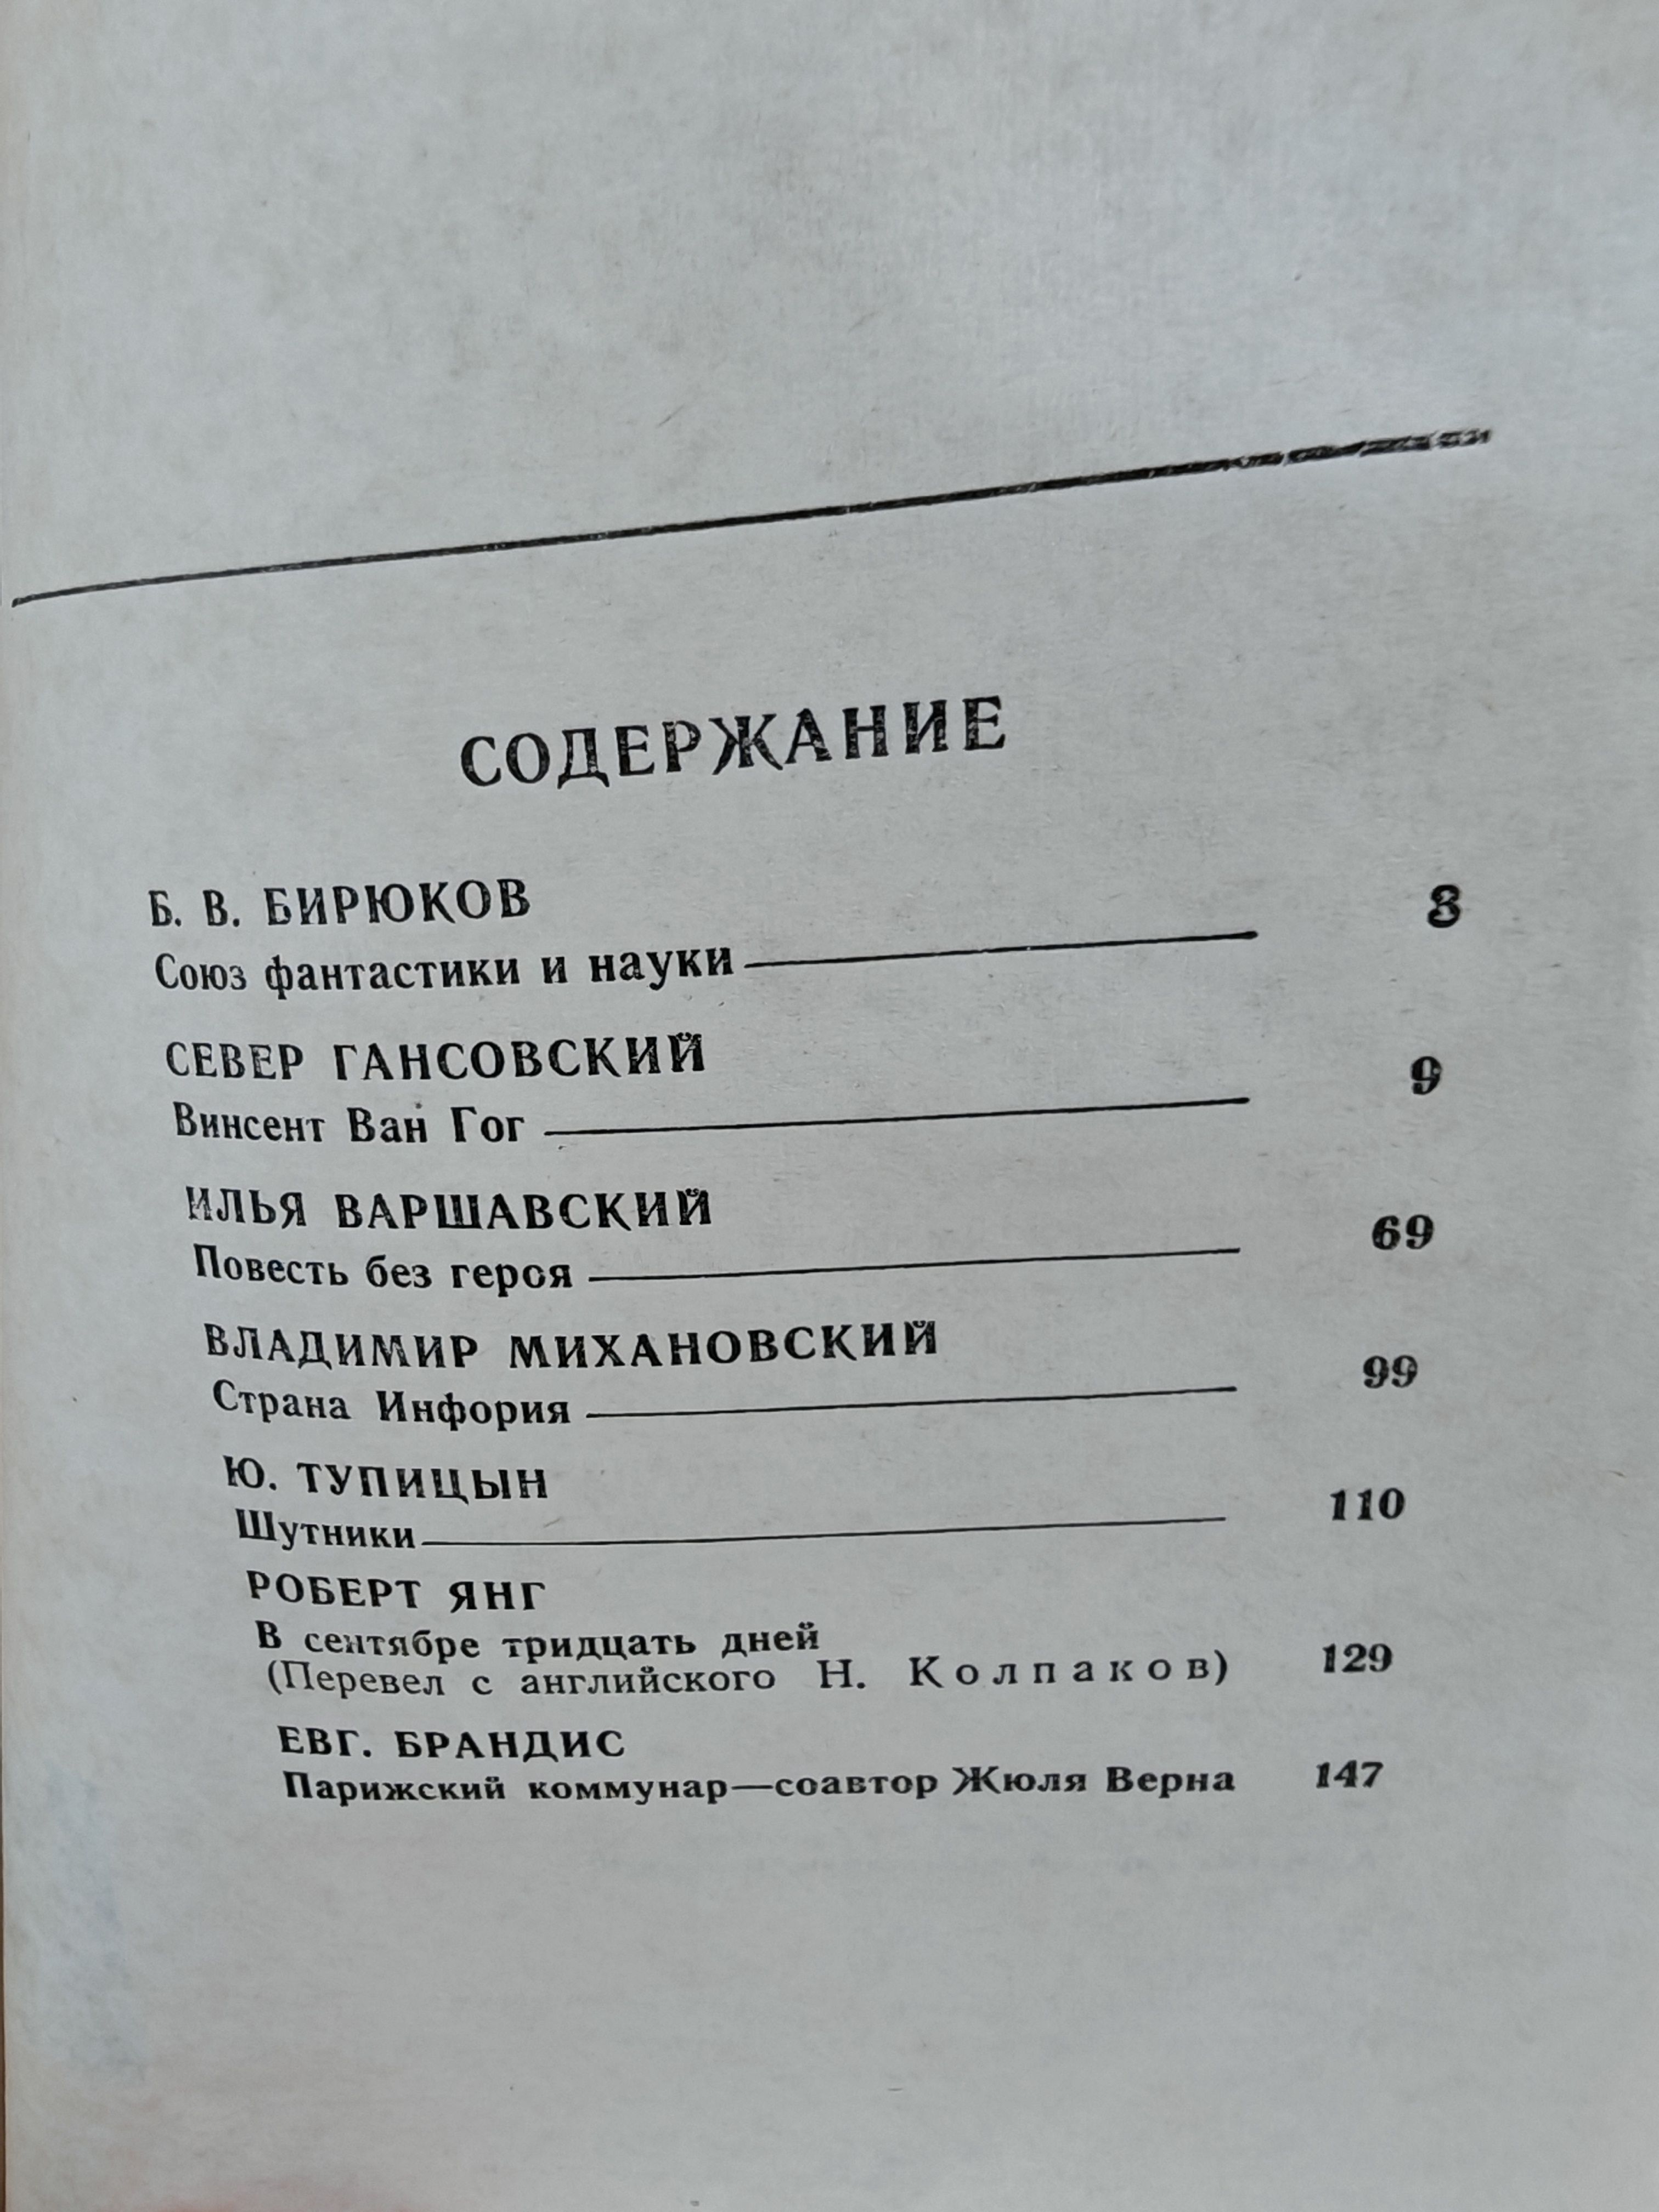 СОДЕРЖАНИЕ
Б. В. БИРЮКОВ
Союз фантастики и науки 3
СЕВЕР ГАНСОВСКИЙ
Винсент Ван Гог 9
ИЛЬЯ ВАРШАВСКИЙ
Повесть без героя 69
ВЛАДИМИР МИХАНОВСКИЙ
Страна Инфория 99
Ю. ТУПИЦЫН
Шутники 110
РОБЕРТ ЯНГ
В сентябре тридцать дней
(Перевел с английского Н. Колпаков) 129
ЕВГ. БРАНДИС
Парижский коммунар—соавтор Жюля Верна 147